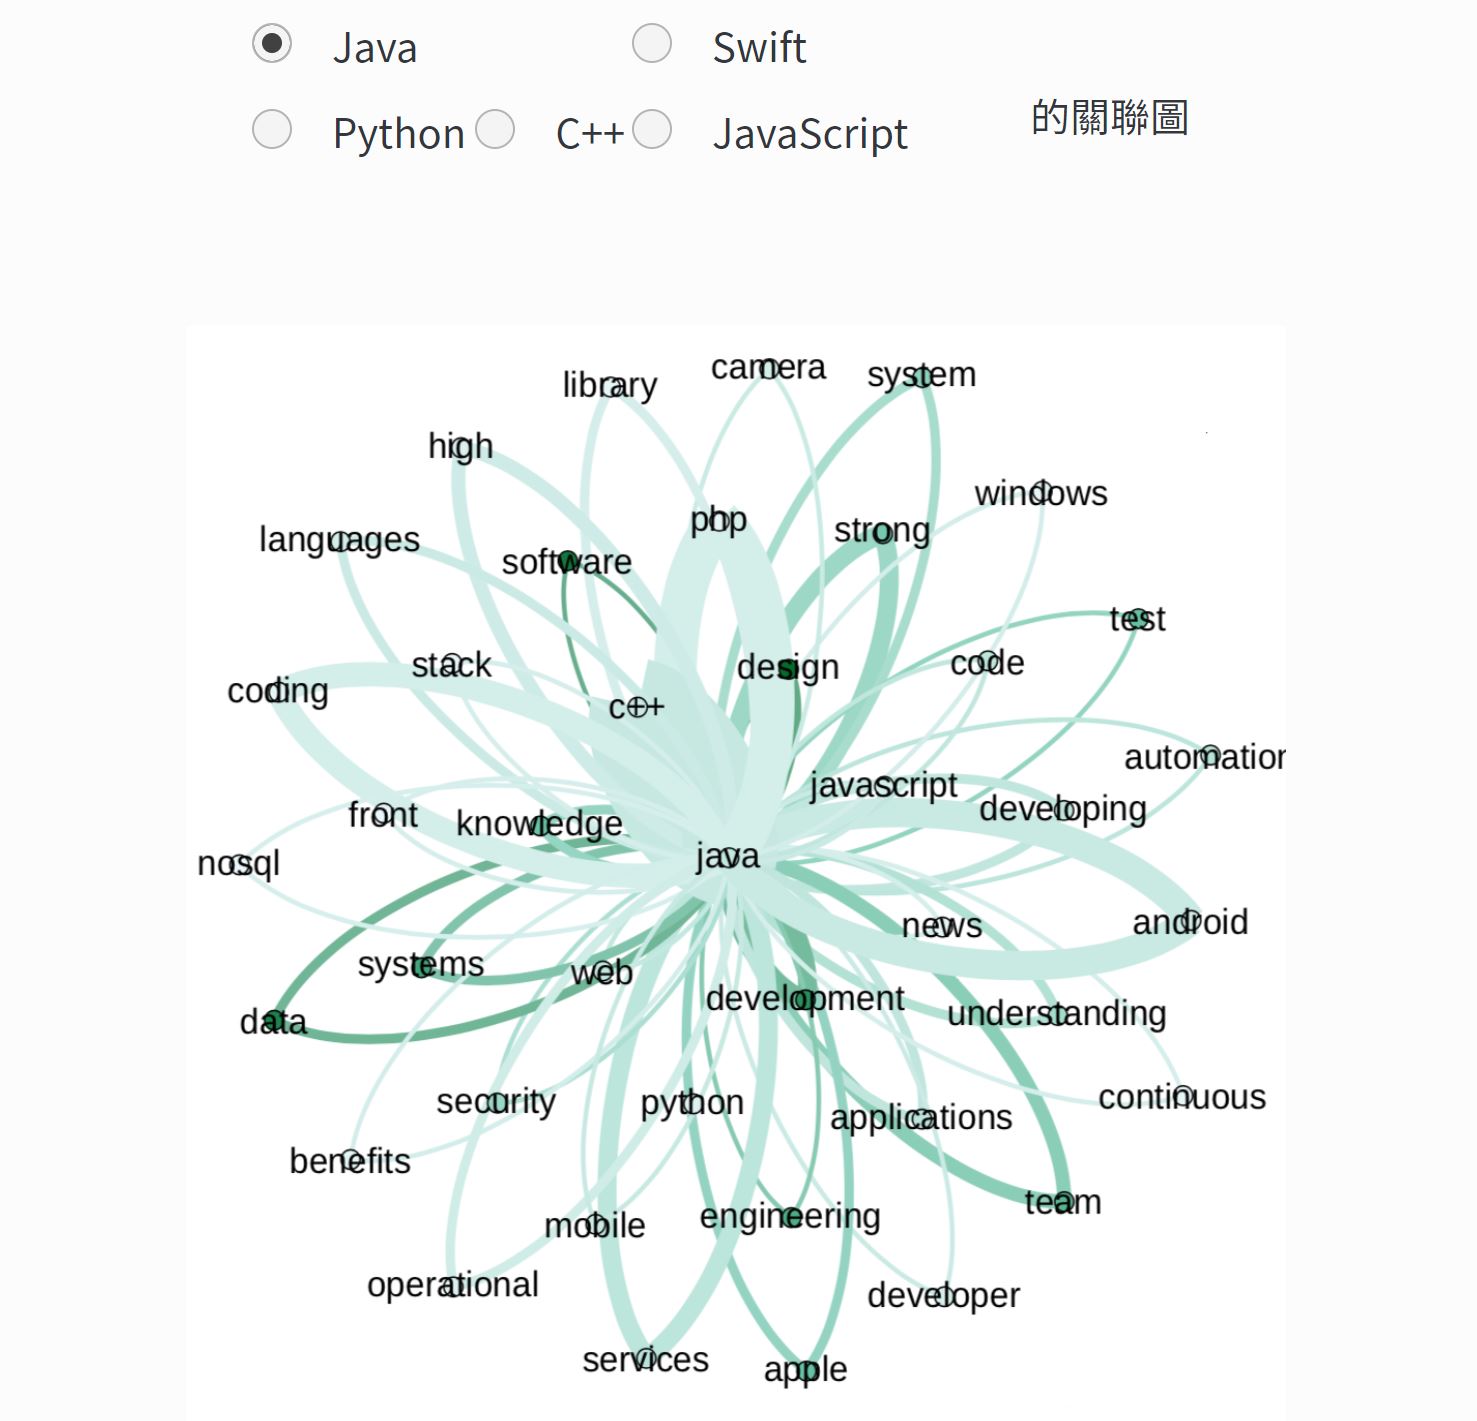 Java
Swift
Python
C++
JavaScript
的關聯圖
camera
system
library
high
windows
php
strong
languages
software
test
stack
design
code
coding
c++
automation
javascript
developing
front
knowledge
java
nosql
news
android
systems
web
development
understanding
data
security
python
applications
continuous
benefits
team
mobile
engineering
operational
developer
services
apple